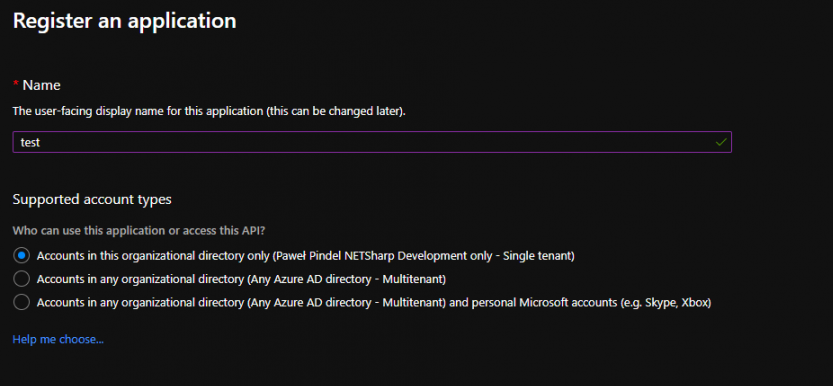 Register an application
* Name
The user-facing display name for this application (this can be changed later).
test
Supported account types
Who can use this application or access this API?
Accounts in this organizational directory only (Paweł Pindel NETSharp Development only - Single tenant)
Accounts in any organizational directory (Any Azure AD directory - Multitenant)
Accounts in any organizational directory (Any Azure AD directory - Multitenant) and personal Microsoft accounts (e.g. Skype, Xbox)
Help me choose...